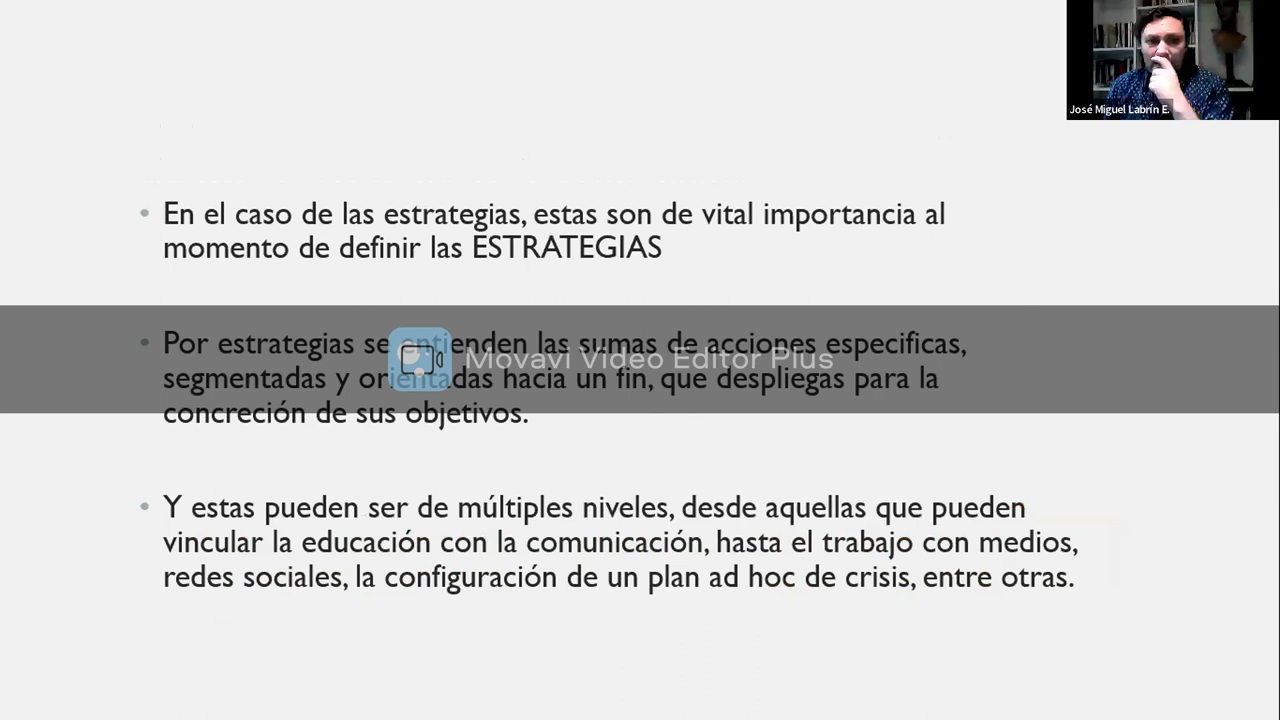 José Miguel Labrín E.
• En el caso de las estrategias, estas son de vital importancia al
momento de definir las ESTRATEGIAS
• Por estrategias se entienden las sumas de acciones especificas,
segmentadas y orientadas hacia un fin, que despliegas para la
concreción de sus objetivos.
Movavi Video Editor Plus
• Y estas pueden ser de múltiples niveles, desde aquellas que pueden
vincular la educación con la comunicación, hasta el trabajo con medios,
redes sociales, la configuración de un plan ad hoc de crisis, entre otras.